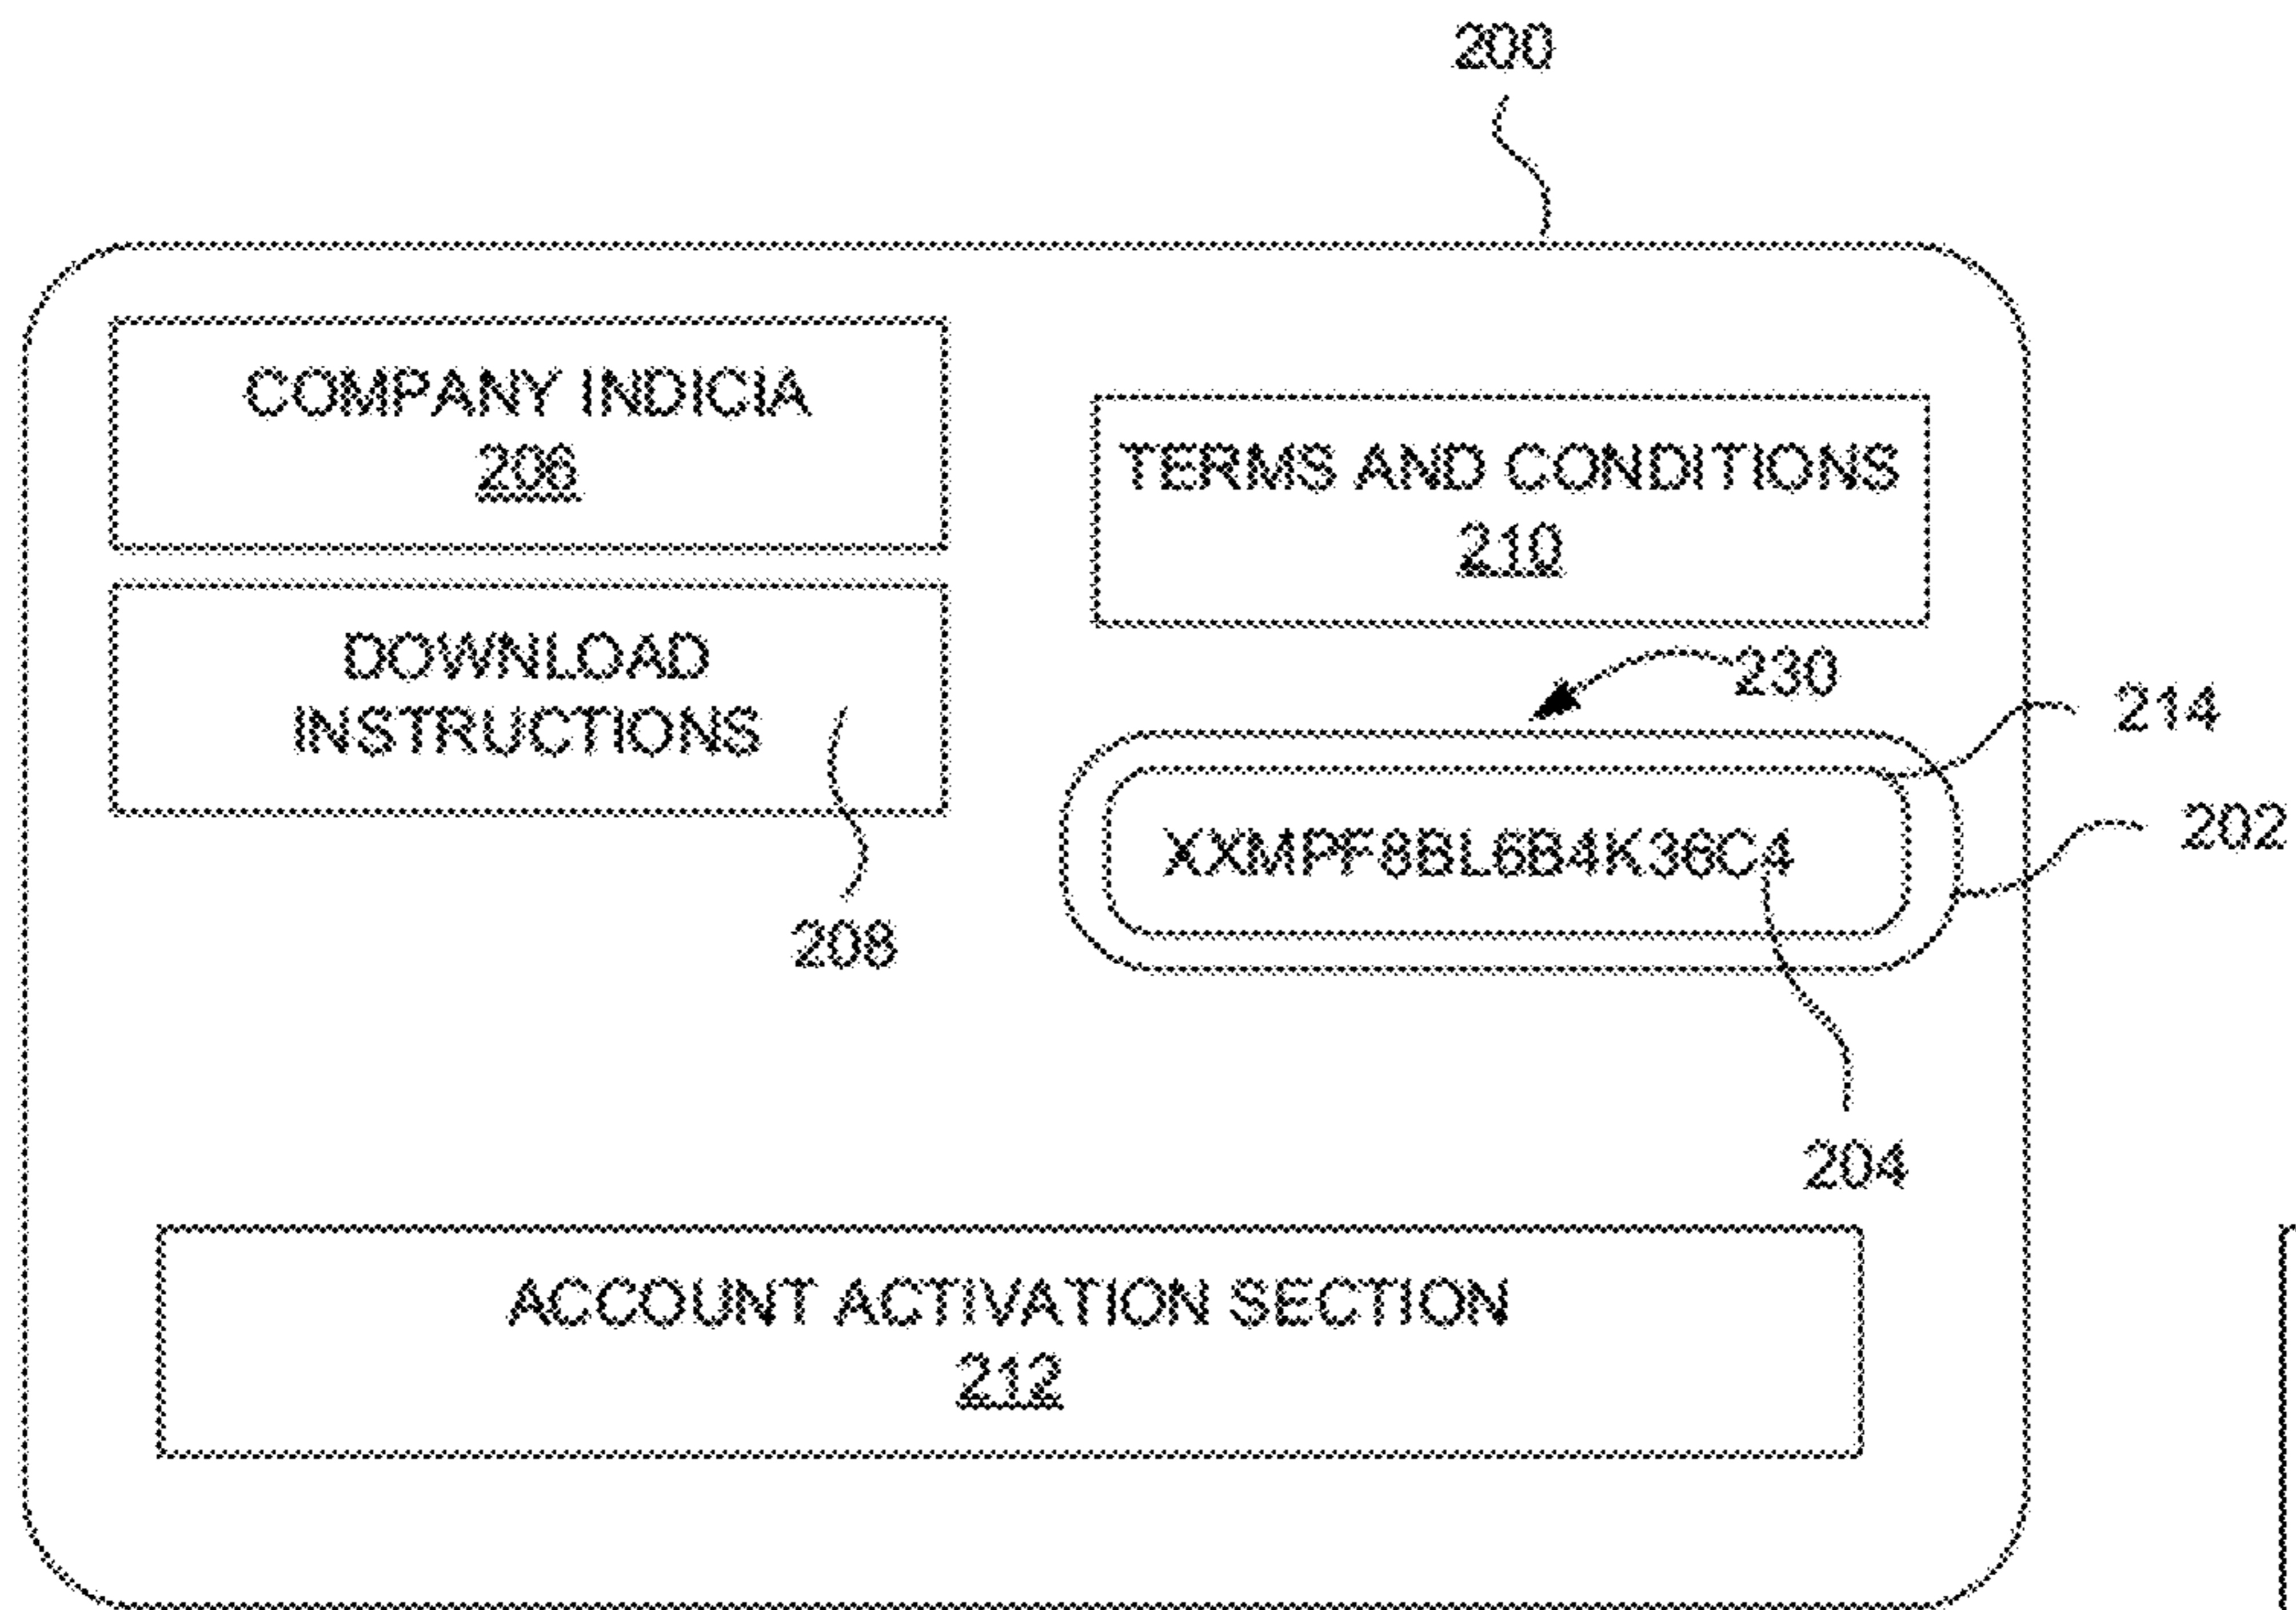 200
COMPANY INDICIA
206
TERMS AND CONDITIONS
210
DOWNLOAD
INSTRUCTIONS
208
230
214
XXMPF8BL6B4K36C4
202
204
ACCOUNT ACTIVATION SECTION
212